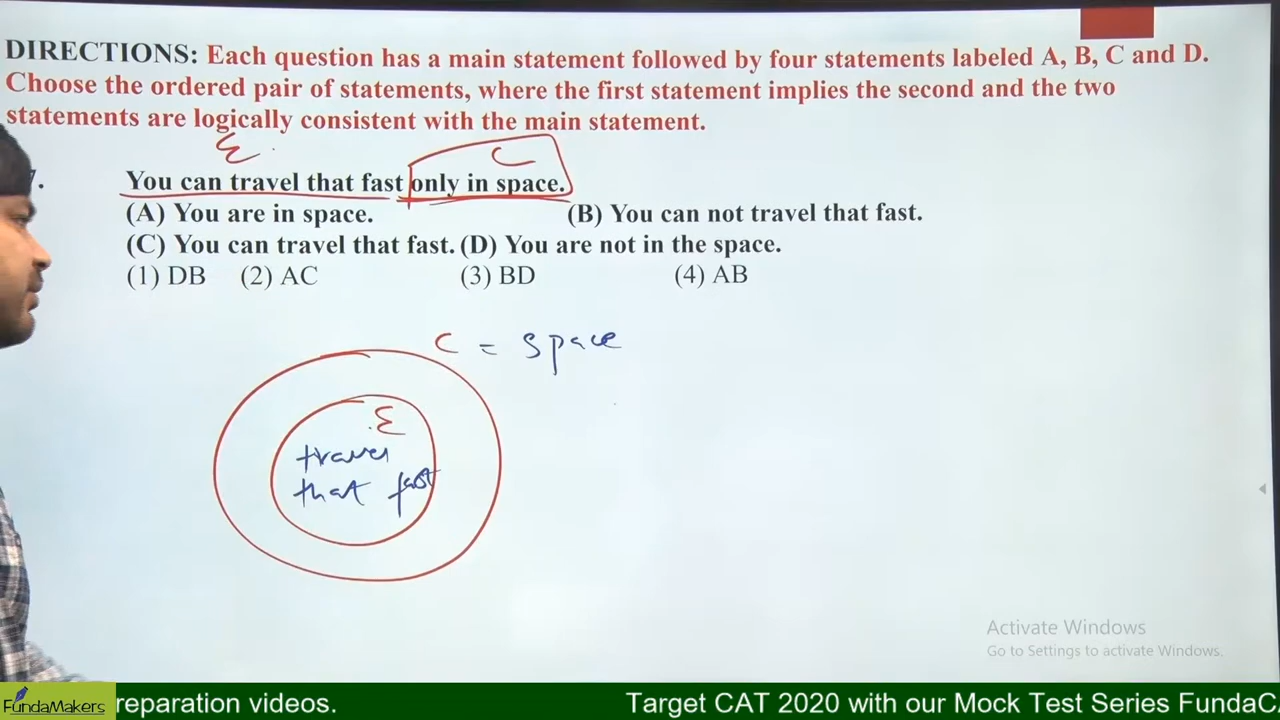 DIRECTIONS: Each question has a main statement followed by four statements labeled A, B, C and D.
Choose the ordered pair of statements, where the first statement implies the second and the two
statements are logically consistent with the main statement.
E
C
. You can travel that fast only in space.
(A) You are in space. (B) You can not travel that fast.
(C) You can travel that fast. (D) You are not in the space.
(1) DB (2) AC (3) BD (4) AB
C = Space
E
travel
that fast
Activate Windows
Go to Settings to activate Windows.
FundaMakers
reparation videos. Target CAT 2020 with our Mock Test Series FundaCA